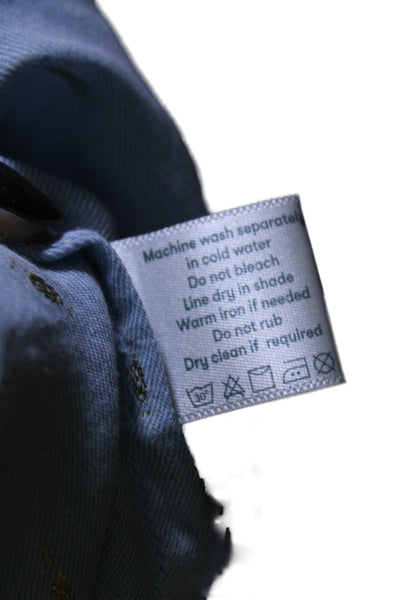 Machine wash separately
in cold water
Do not bleach
Line dry in shade
Warm iron if needed
Do not rub
Dry clean if required
30°